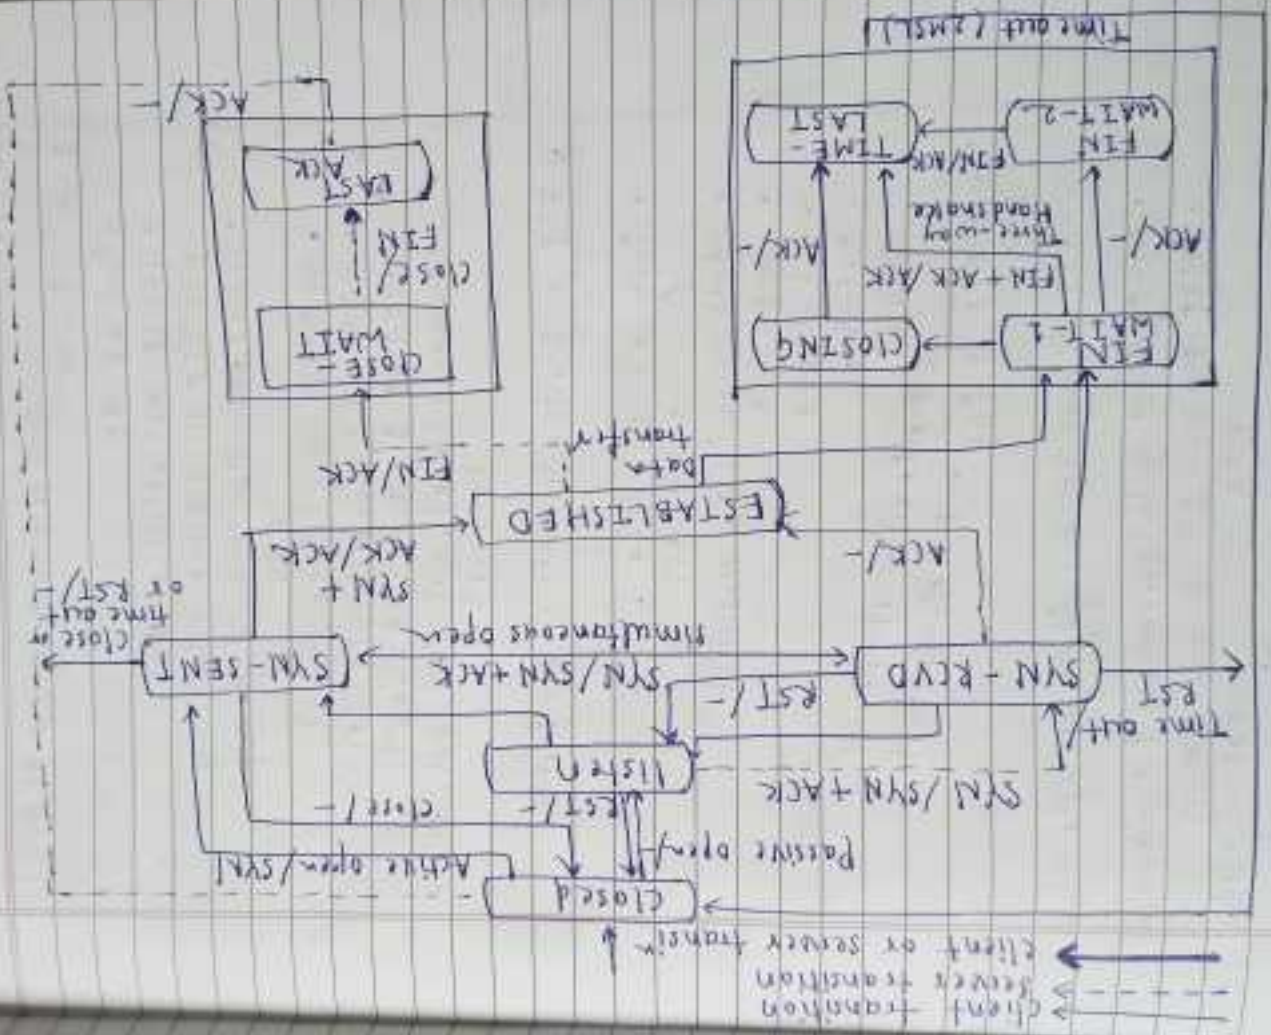 client tranition
server transition
client or server transir
closed
Passive open/-
Active open/SYN
RST/-
close/-
listen
SYN/SYN+ACK
Time out/
RST
SYN-RCVD
RST/-
SYN/SYN+ACK
simultaneous open
SYN-SENT
close or
time out
or RST/-
ACK/-
SYN +
ACK/ACK
ESTABLISHED
Data
transfer
FIN/ACK
FIN
WAIT-1
CLOSING
close-
WAIT
ACK/-
FIN+ACK/ACK
Three-way
Handshake
ACK/-
close/
FIN
FIN
WAIT-2
FIN/ACK
TIME-
LAST
LAST
ACK
ACK/-
Time out (2MSL)